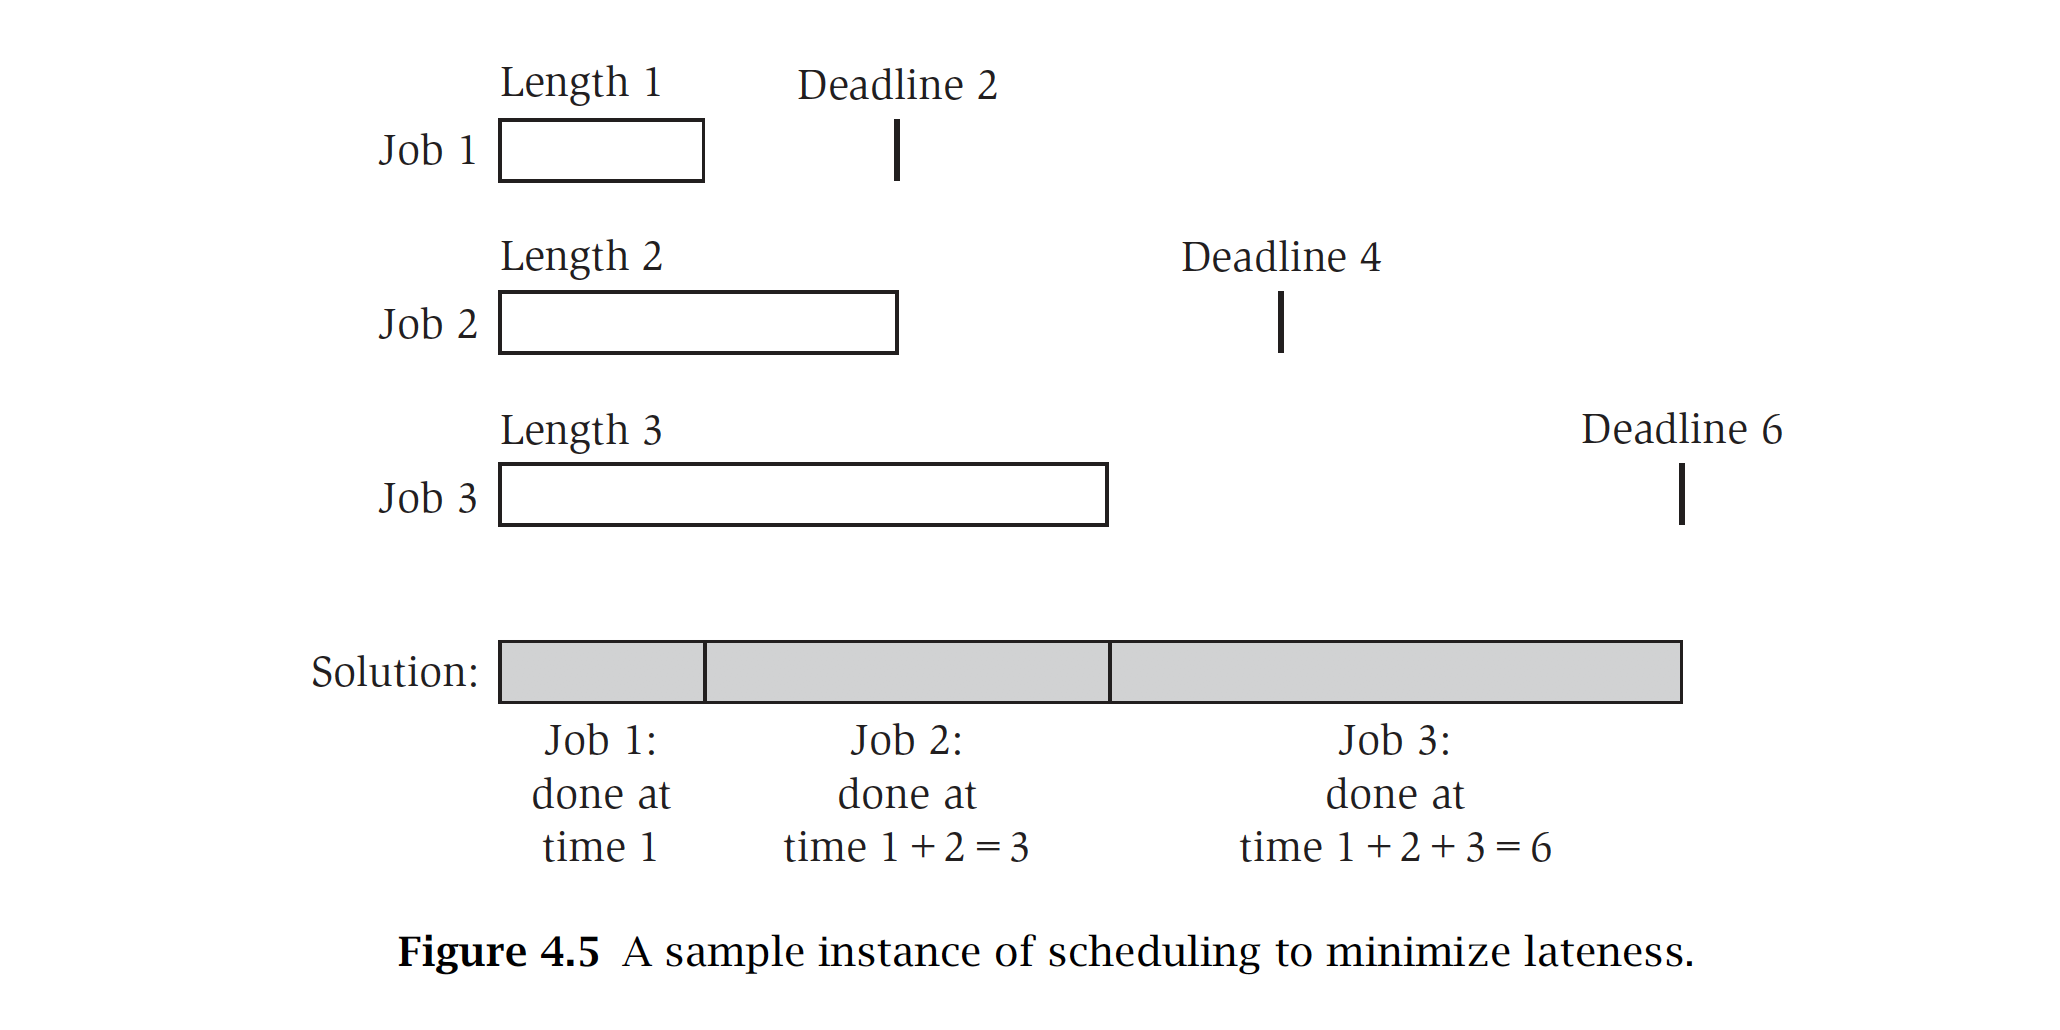 Length 1
Deadline 2
Job 1
Length 2
Deadline 4
Job 2
Length 3
Deadline 6
Job 3
Solution:
Job 1:
done at
time 1
Job 2:
done at
time 1 + 2 = 3
Job 3:
done at
time 1 + 2 + 3 = 6
Figure 4.5 A sample instance of scheduling to minimize lateness.